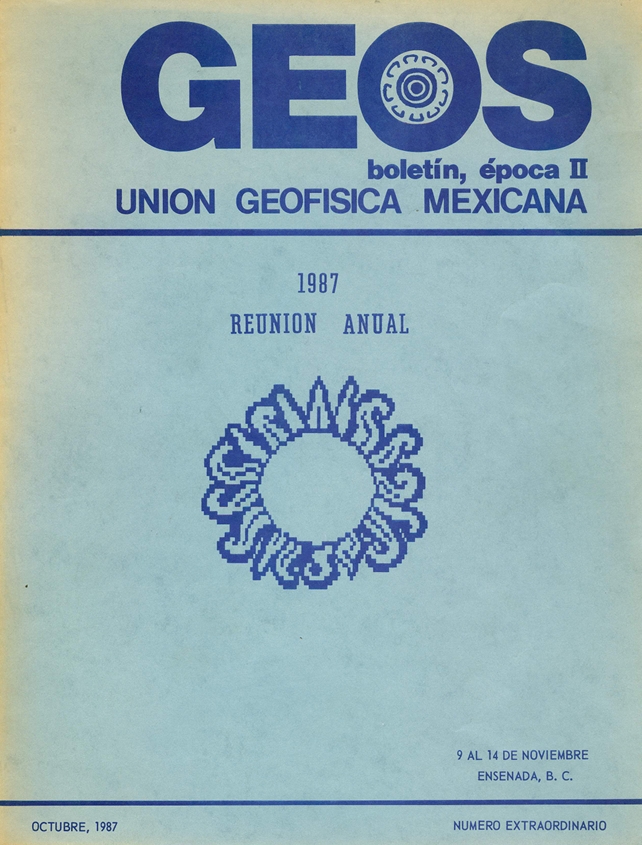 GEOS
boletín, época II
UNION GEOFISICA MEXICANA
1987
REUNION ANUAL
9 AL 14 DE NOVIEMBRE
ENSENADA, B. C.
OCTUBRE, 1987
NUMERO EXTRAORDINARIO